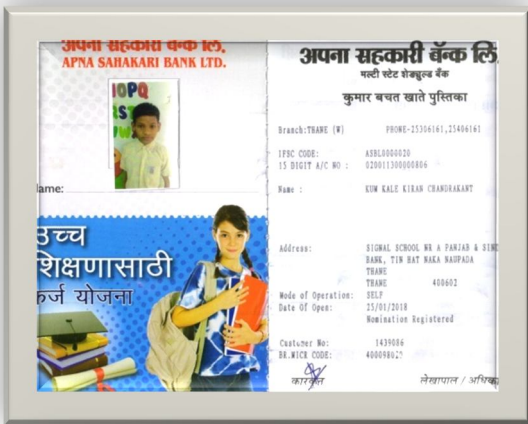 अपना सहकारी बँक लि.
APNA SAHAKARI BANK LTD.
ame:
उच्च
शिक्षणासाठी
कर्ज योजना
अपना सहकारी बॅंक लि
मल्टी स्टेट शेड्युल्ड बँक
कुमार बचत खाते पुस्तिका
Branch:THANE (W) PHONE-25306161,25406161
IFSC CODE: ASBL0000020
15 DIGIT A/C NO : 020011300000806
Name : KUM KALE KIRAN CHANDRAKANT
Address: SIGNAL SCHOOL NR A PANJAB & SIND
BANK, TIN HAT NAKA NAUPADA
THANE
THANE 400602
Mode of Operation: SELF
Date Of Open: 25/01/2018
Nomination Registered
Customer No: 1439086
BR.MICR CODE: 400098029
लेखापाल /